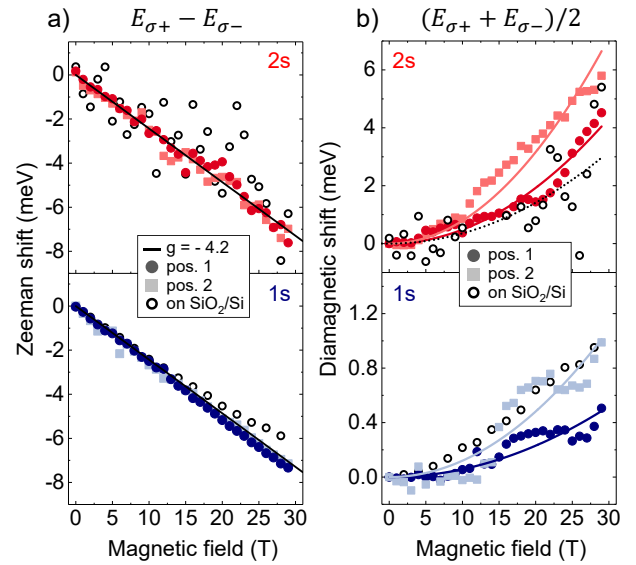 a) E_{σ+} − E_{σ−}
b) (E_{σ+} + E_{σ−})/2
2s
0
-2
-4
-6
-8
g = - 4.2
pos. 1
pos. 2
on SiO₂/Si
1s
0
-2
-4
-6
-8
0 5 10 15 20 25 30
Magnetic field (T)
Zeeman shift (meV)
2s
6
4
2
0
pos. 1
pos. 2
on SiO₂/Si
1s
1.2
0.8
0.4
0.0
0 5 10 15 20 25 30
Magnetic field (T)
Diamagnetic shift (meV)